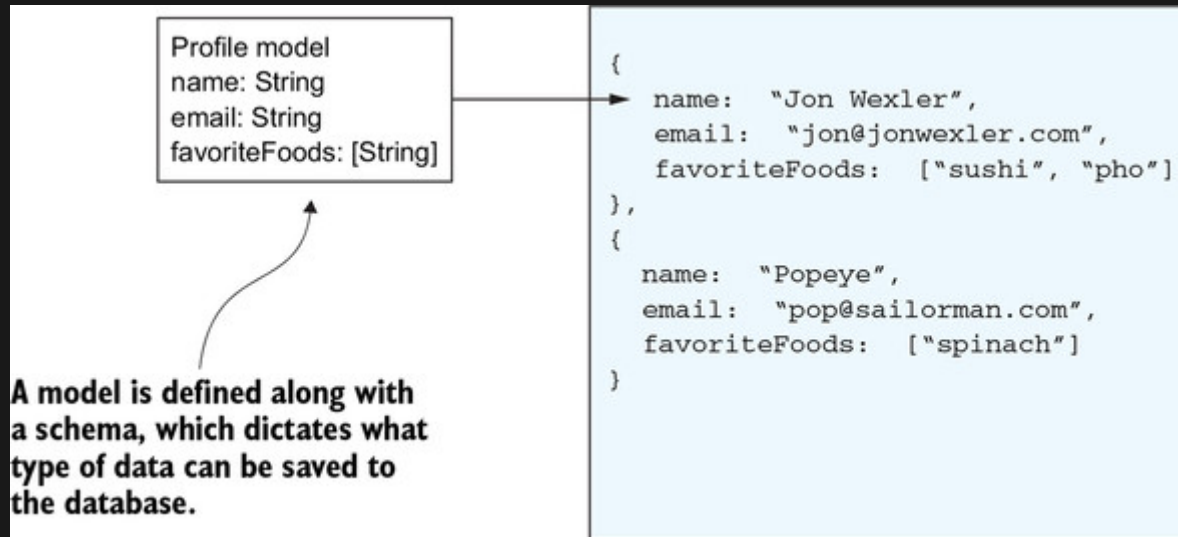 Profile model
name: String
email: String
favoriteFoods: [String]
A model is defined along with
a schema, which dictates what
type of data can be saved to
the database.
{
name: “Jon Wexler”,
email: “jon@jonwexler.com”,
favoriteFoods: [“sushi”, “pho”]
},
{
name: “Popeye”,
email: “pop@sailorman.com”,
favoriteFoods: [“spinach”]
}